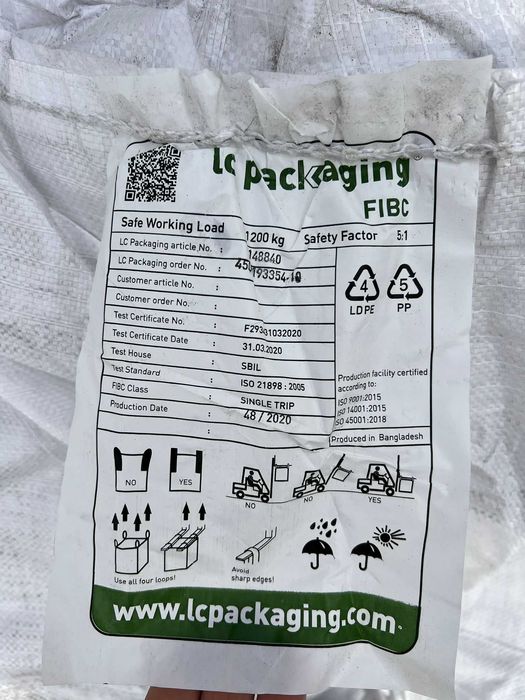 lc packaging®
FIBC
Safe Working Load 1200 kg Safety Factor 5:1
LC Packaging article No. : 148840
LC Packaging order No. :
Customer article No. :
Customer order No. :
Test Certificate No. :
Test Certificate Date : 31.03.2020
Test House : SBIL
Test Standard : ISO 21898 : 2005
FIBC Class : SINGLE TRIP
Production Date : 48 / 2020
:
4 5
LDPE PP
Production facility certified
according to:
ISO 9001:2015
ISO 14001:2015
ISO 45001:2018
Produced in Bangladesh
NO YES NO NO YES
Use all four loops!
Avoid
sharp edges!
www.lcpackaging.com